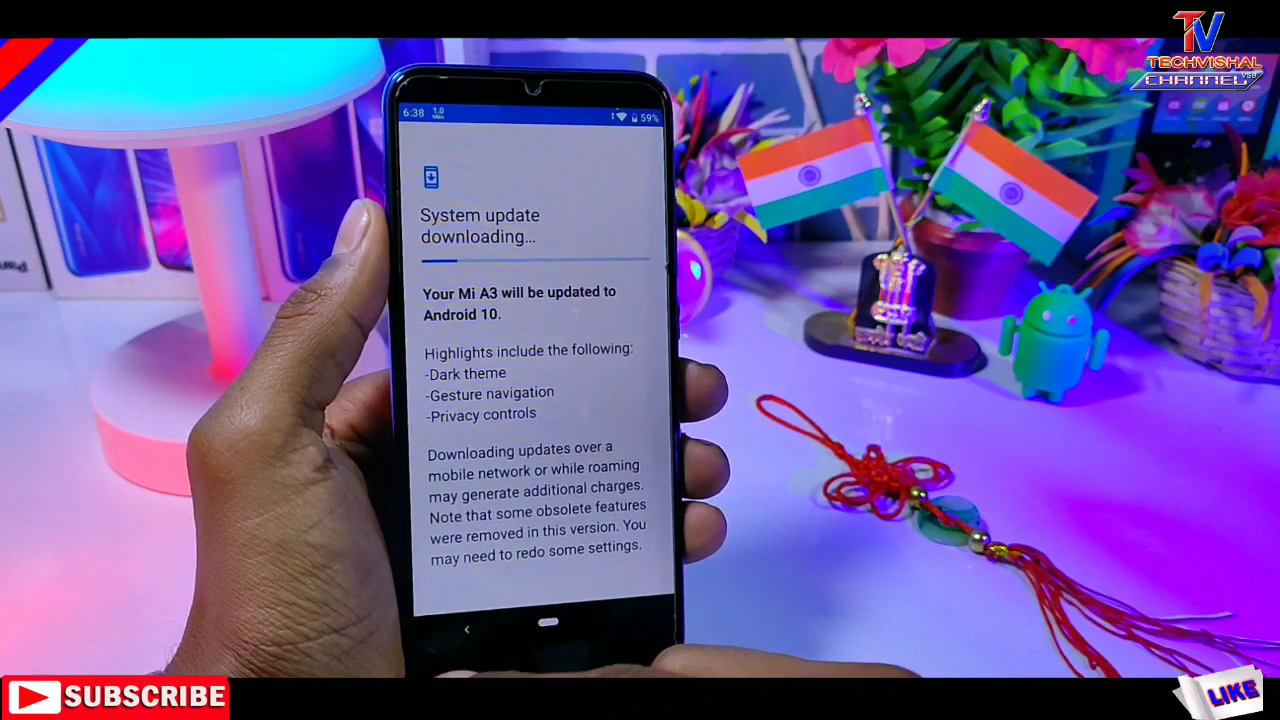 TV
TECHVISHAL
CHANNEL
6:38
59%
System update
downloading...
Your Mi A3 will be updated to
Android 10.
Highlights include the following:
-Dark theme
-Gesture navigation
-Privacy controls
Downloading updates over a
mobile network or while roaming
may generate additional charges.
Note that some obsolete features
were removed in this version. You
may need to redo some settings.
SUBSCRIBE
LIKE